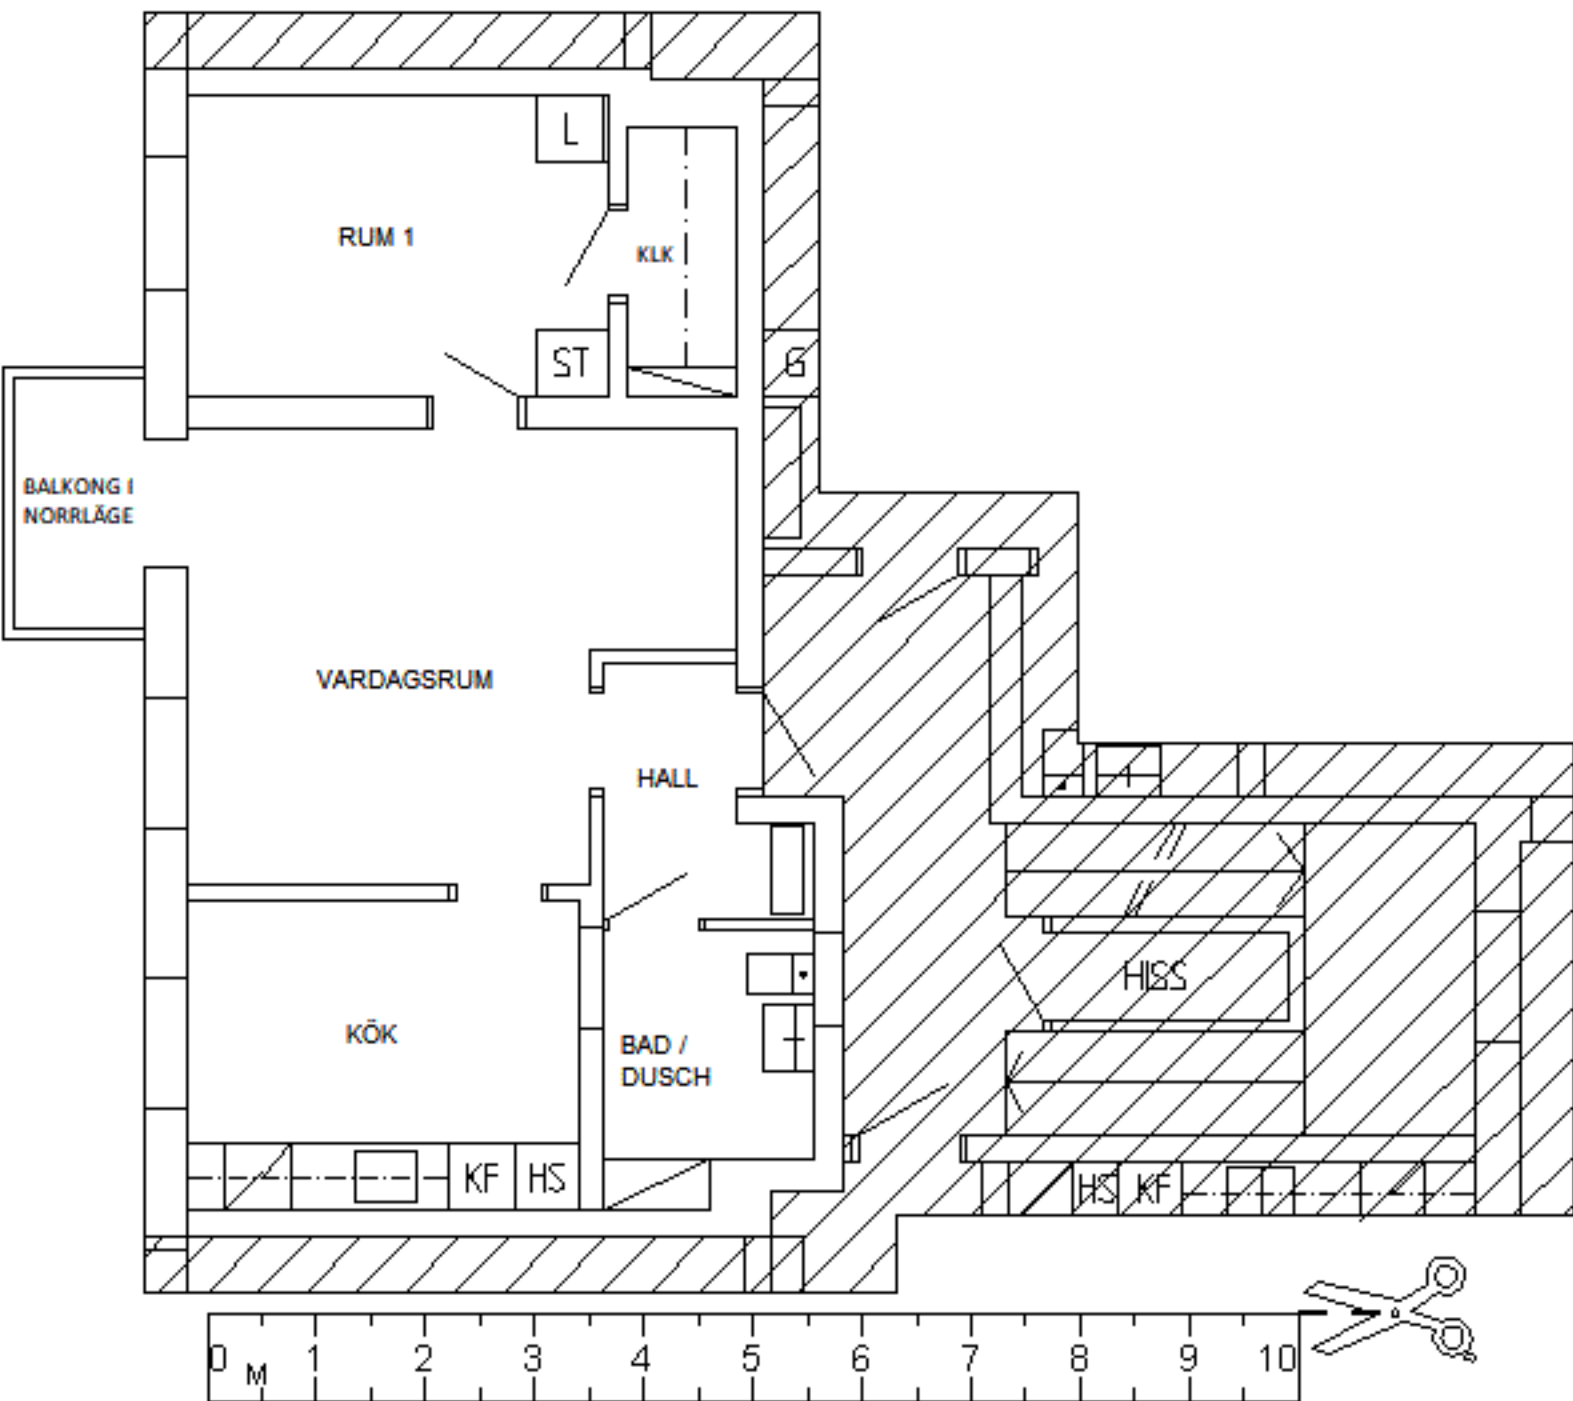 L
RUM 1
KLK
ST
G
BALKONG I
NORRLÄGE
VARDAGSRUM
HALL
HISS
KÖK
BAD /
DUSCH
KF
HS
HS
KF
0 M 1 2 3 4 5 6 7 8 9 10